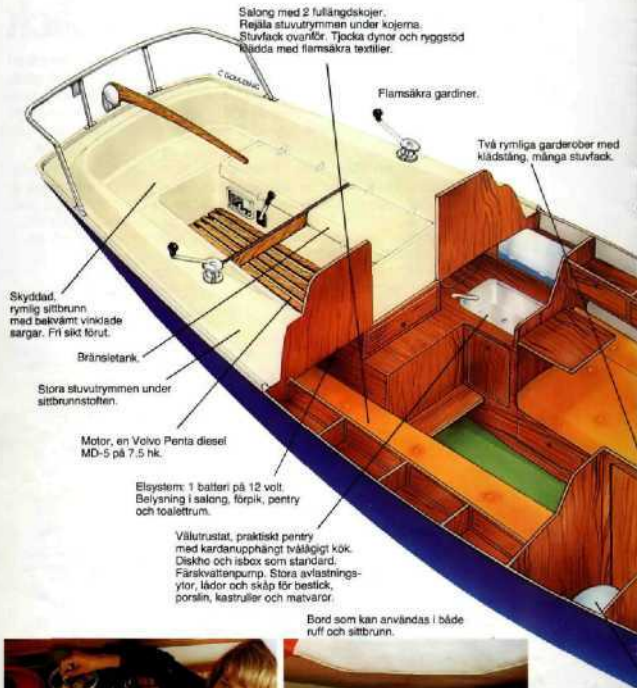 Salong med 2 fullängdskojer.
Rejäla stuvutrymmen under kojerna.
Stuvfack ovanför. Tjocka dynor och ryggstöd
klädda med flamsäkra textilier.
C GOULDING
Flamsäkra gardiner.
Två rymliga garderober med
klädstång, många stuvfack.
Skyddad,
rymlig sittbrunn
med bekvämt vinklade
sargar. Fri sikt förut.
Bränsletank.
Stora stuvutrymmen under
sittbrunnstoften.
Motor, en Volvo Penta diesel
MD-5 på 7.5 hk.
Elsystem: 1 batteri på 12 volt.
Belysning i salong, förpik, pentry
och toalettrum.
Välutrustat, praktiskt pentry
med kardanupphängt tvålågigt kök.
Diskho och isbox som standard.
Färskvattenpump. Stora avlastnings-
ytor, lådor och skåp för bestick,
porslin, kastruller och matvaror.
Bord som kan användas i både
ruff och sittbrunn.